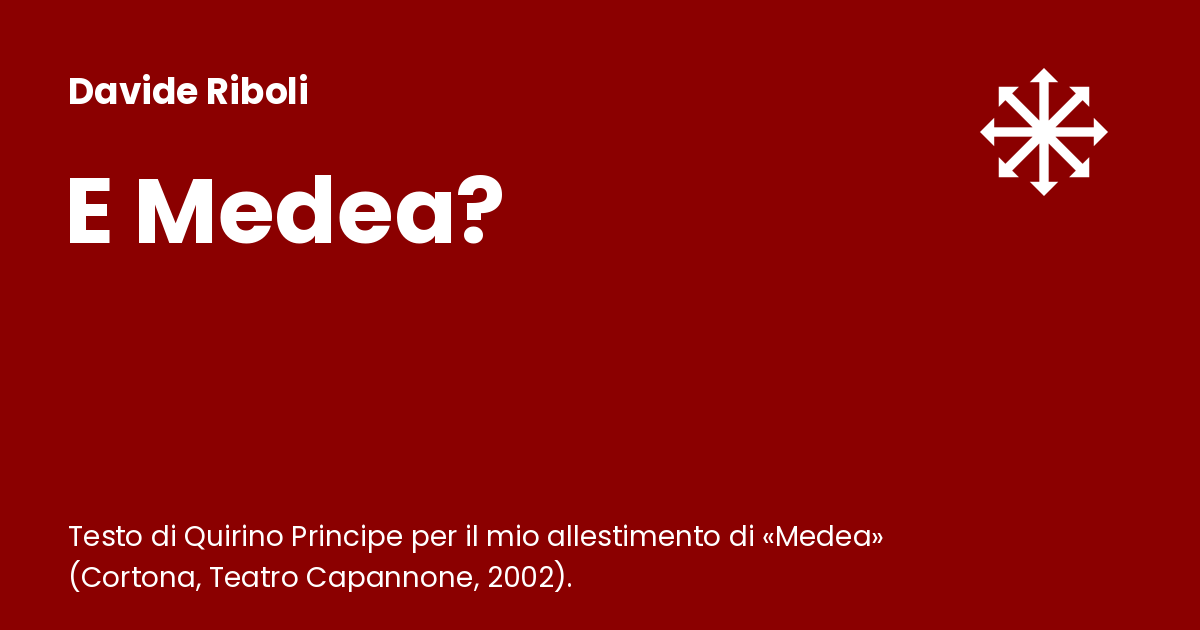 Davide Riboli
E Medea?
Testo di Quirino Principe per il mio allestimento di «Medea»
(Cortona, Teatro Capannone, 2002).